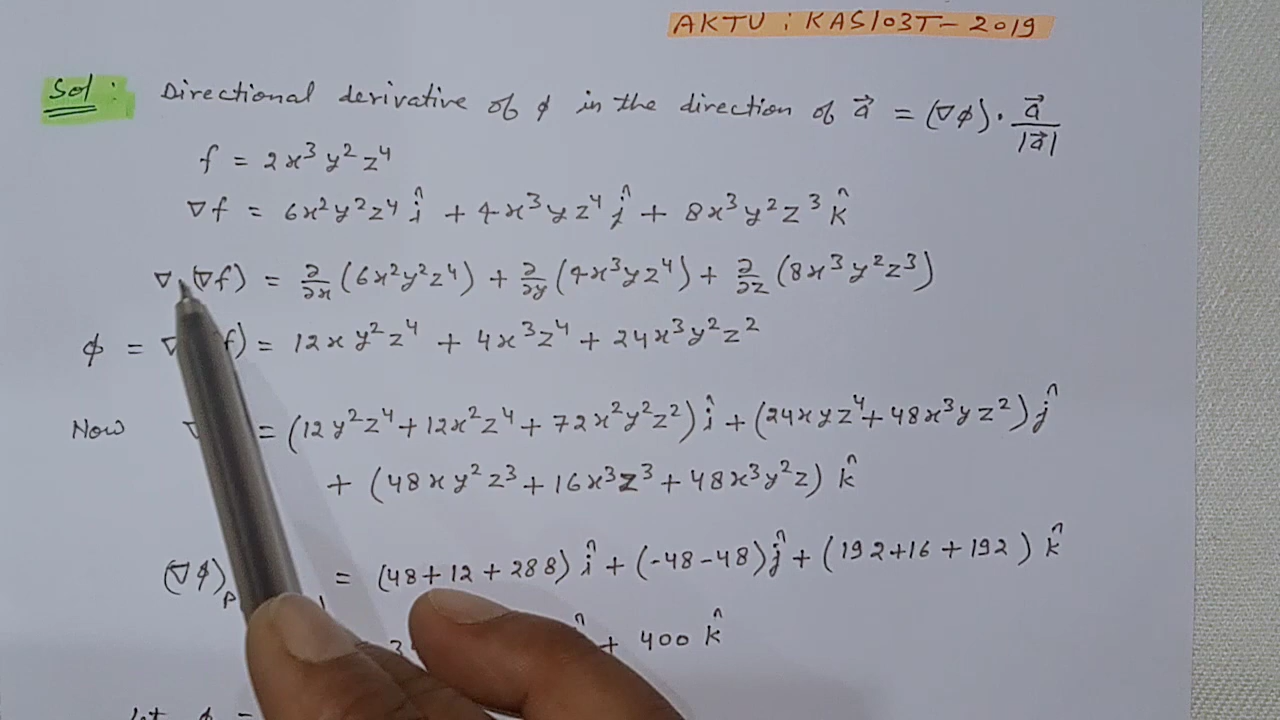 AKTU : KAS103T- 2019
Sol : Directional derivative of ϕ in the direction of a⃗ = (∇ϕ)· a⃗/|a⃗|
f = 2x³y²z⁴
∇f = 6x²y²z⁴ î + 4x³yz⁴ ĵ + 8x³y²z³ k̂
∇·(∇f) = ∂/∂x (6x²y²z⁴) + ∂/∂y (4x³yz⁴) + ∂/∂z (8x³y²z³)
ϕ = ∇ f) = 12xy²z⁴ + 4x³z⁴ + 24x³y²z²
Now = (12y²z⁴ + 12x²z⁴ + 72x²y²z²) î + (24xyz⁴ + 48x³yz²) ĵ
+ (48xy²z³ + 16x³z³ + 48x³y²z) k̂
(∇ϕ)P = (48+12+288) î + (-48-48) ĵ + (192+16+192) k̂
+ 400 k̂